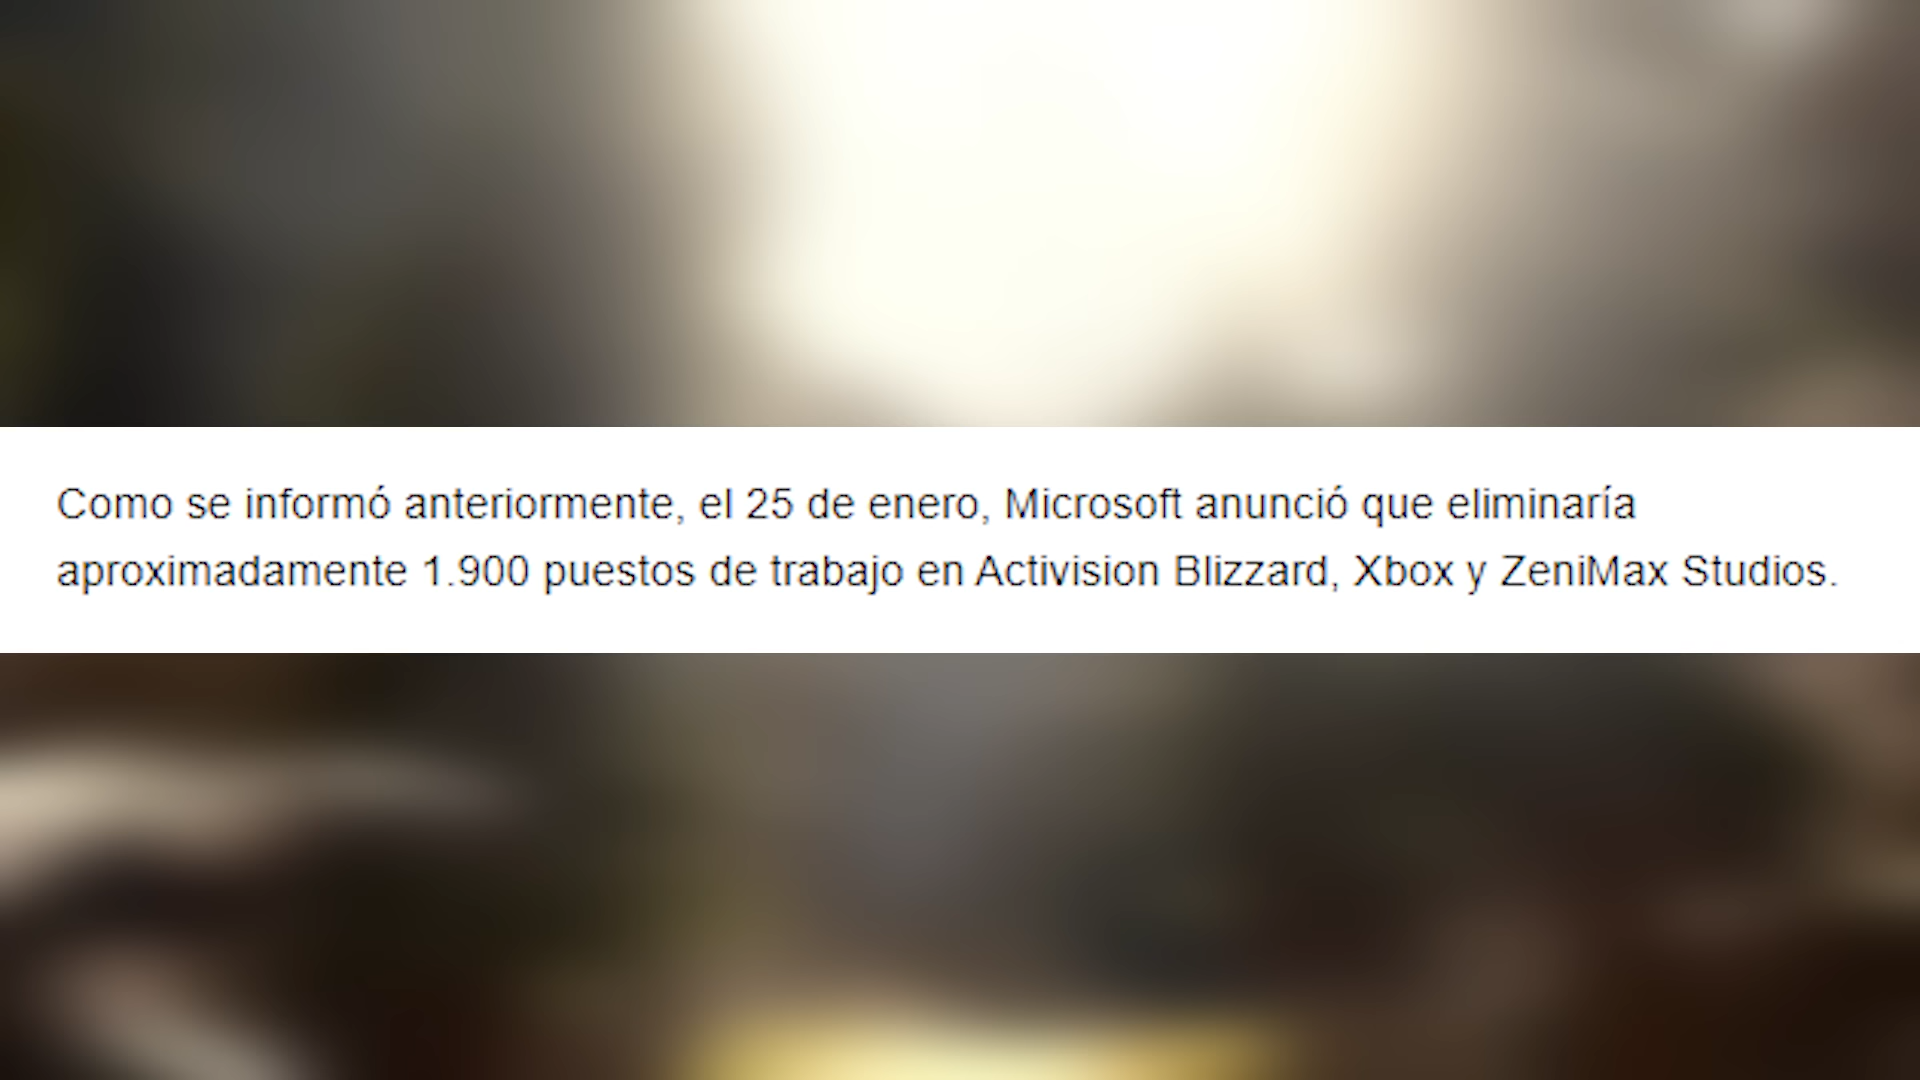 Como se informó anteriormente, el 25 de enero, Microsoft anunció que eliminaría
aproximadamente 1.900 puestos de trabajo en Activision Blizzard, Xbox y ZeniMax Studios.